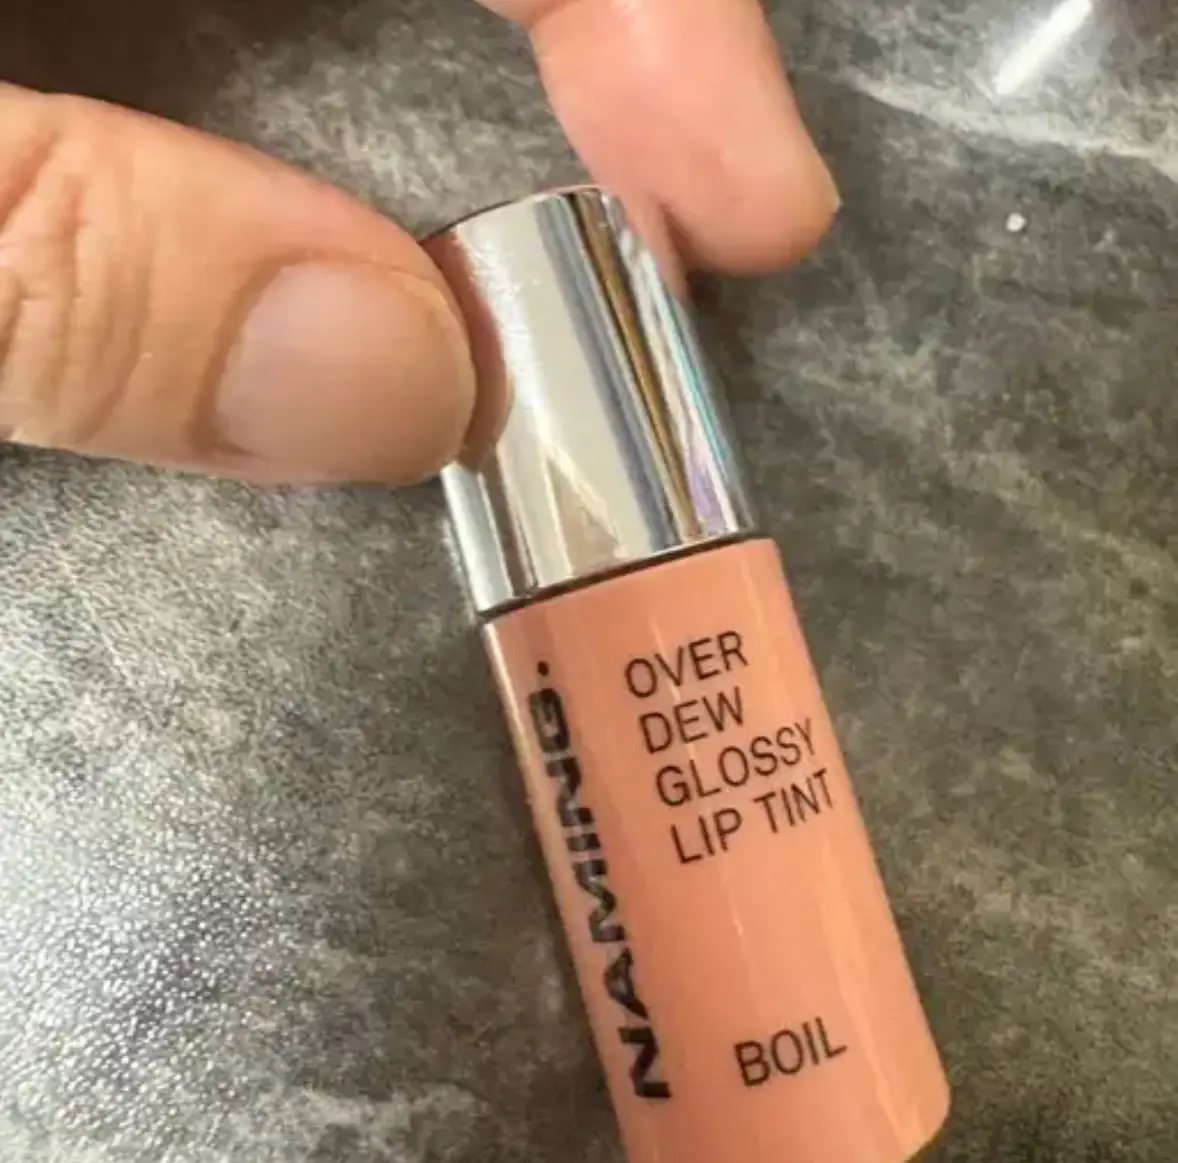 NAMING.
OVER
DEW
GLOSSY
LIP TINT
BOIL